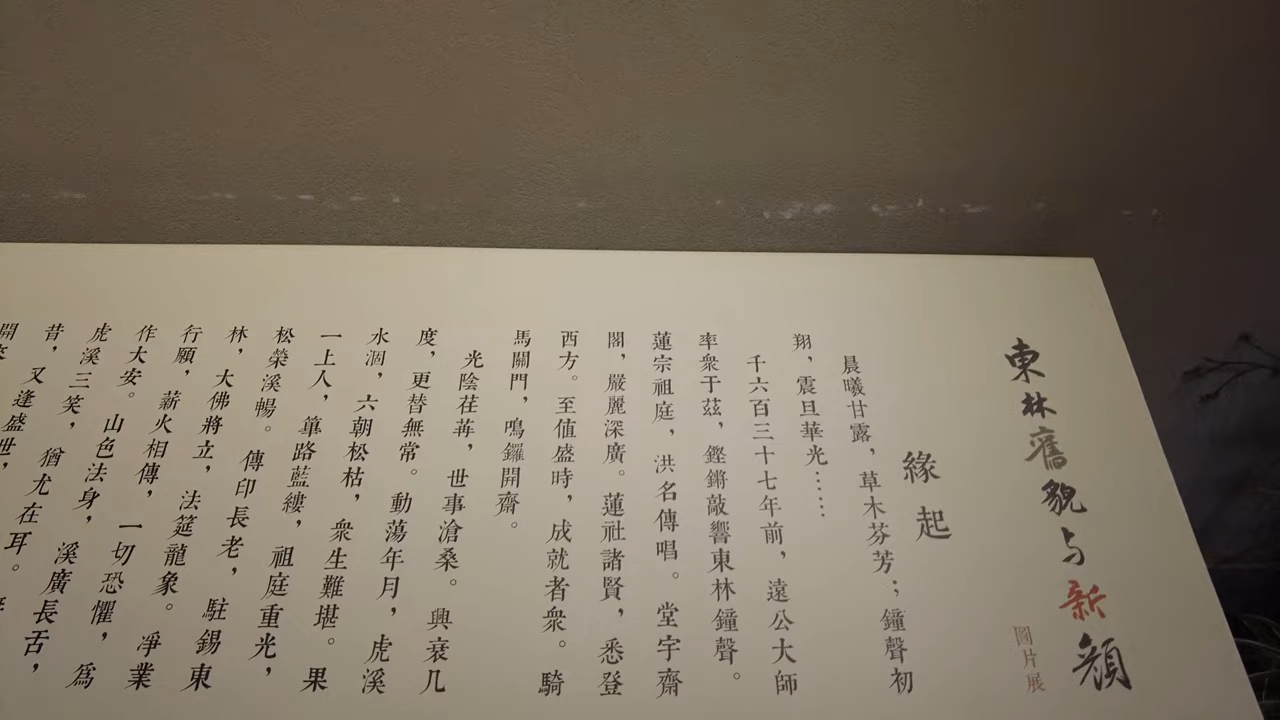 東林舊貌与新顏
圖片展
緣起
晨曦甘露，草木芬芳；鐘聲初
翔，震旦華光……
千六百三十七年前，遠公大師
率衆于茲，鏗鏘敲響東林鐘聲。
蓮宗祖庭，洪名傳唱。堂宇齋
閣，嚴麗深廣。蓮社諸賢，悉登
西方。至值盛時，成就者衆。騎
馬關門，鳴鑼開齋。
光陰荏苒，世事滄桑。興衰几
度，更替無常。動蕩年月，虎溪
水涸，六朝松枯，衆生難堪。果
一上人，篳路藍縷，祖庭重光，
松榮溪暢。傳印長老，駐錫東
林，大佛將立，法筵龍象。淨業
行願，薪火相傳，一切恐懼，爲
作大安。山色法身，溪廣長舌，
虎溪三笑，猶尤在耳。
昔，又逢盛世，
開